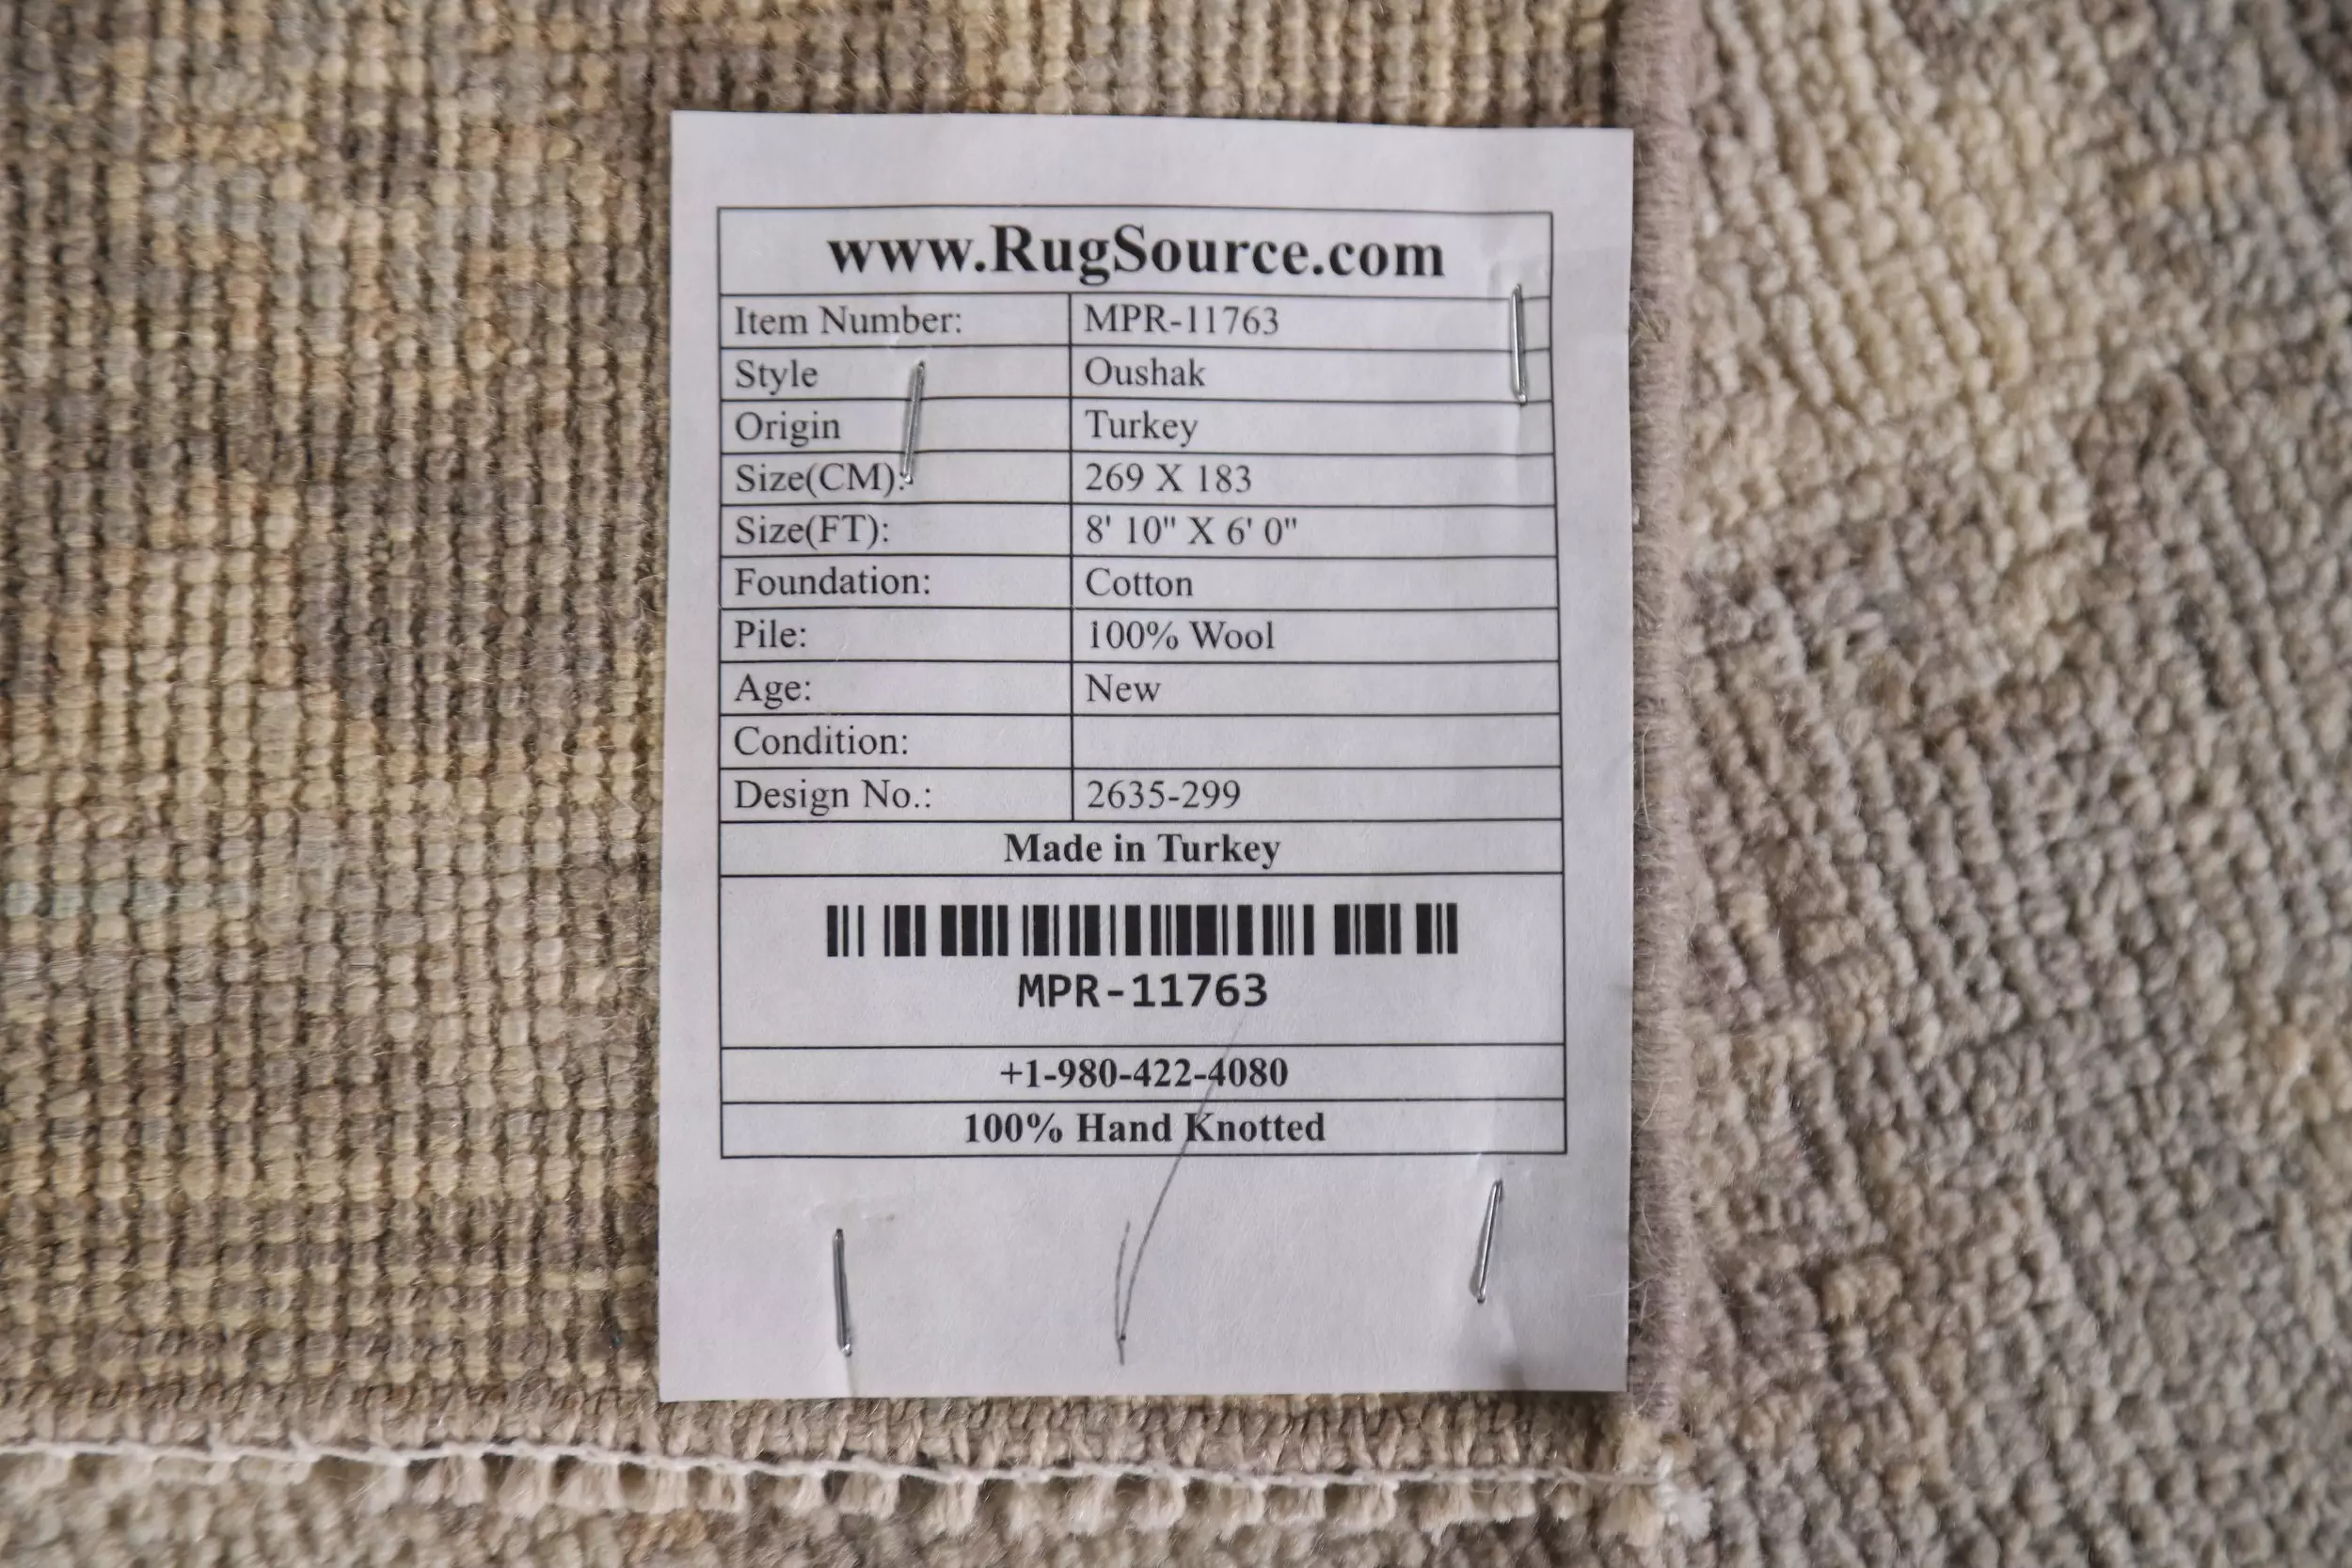 www.RugSource.com
Item Number: MPR-11763
Style Oushak
Origin Turkey
Size(CM): 269 X 183
Size(FT): 8' 10" X 6' 0"
Foundation: Cotton
Pile: 100% Wool
Age: New
Condition:
Design No.: 2635-299
Made in Turkey
MPR-11763
+1-980-422-4080
100% Hand Knotted